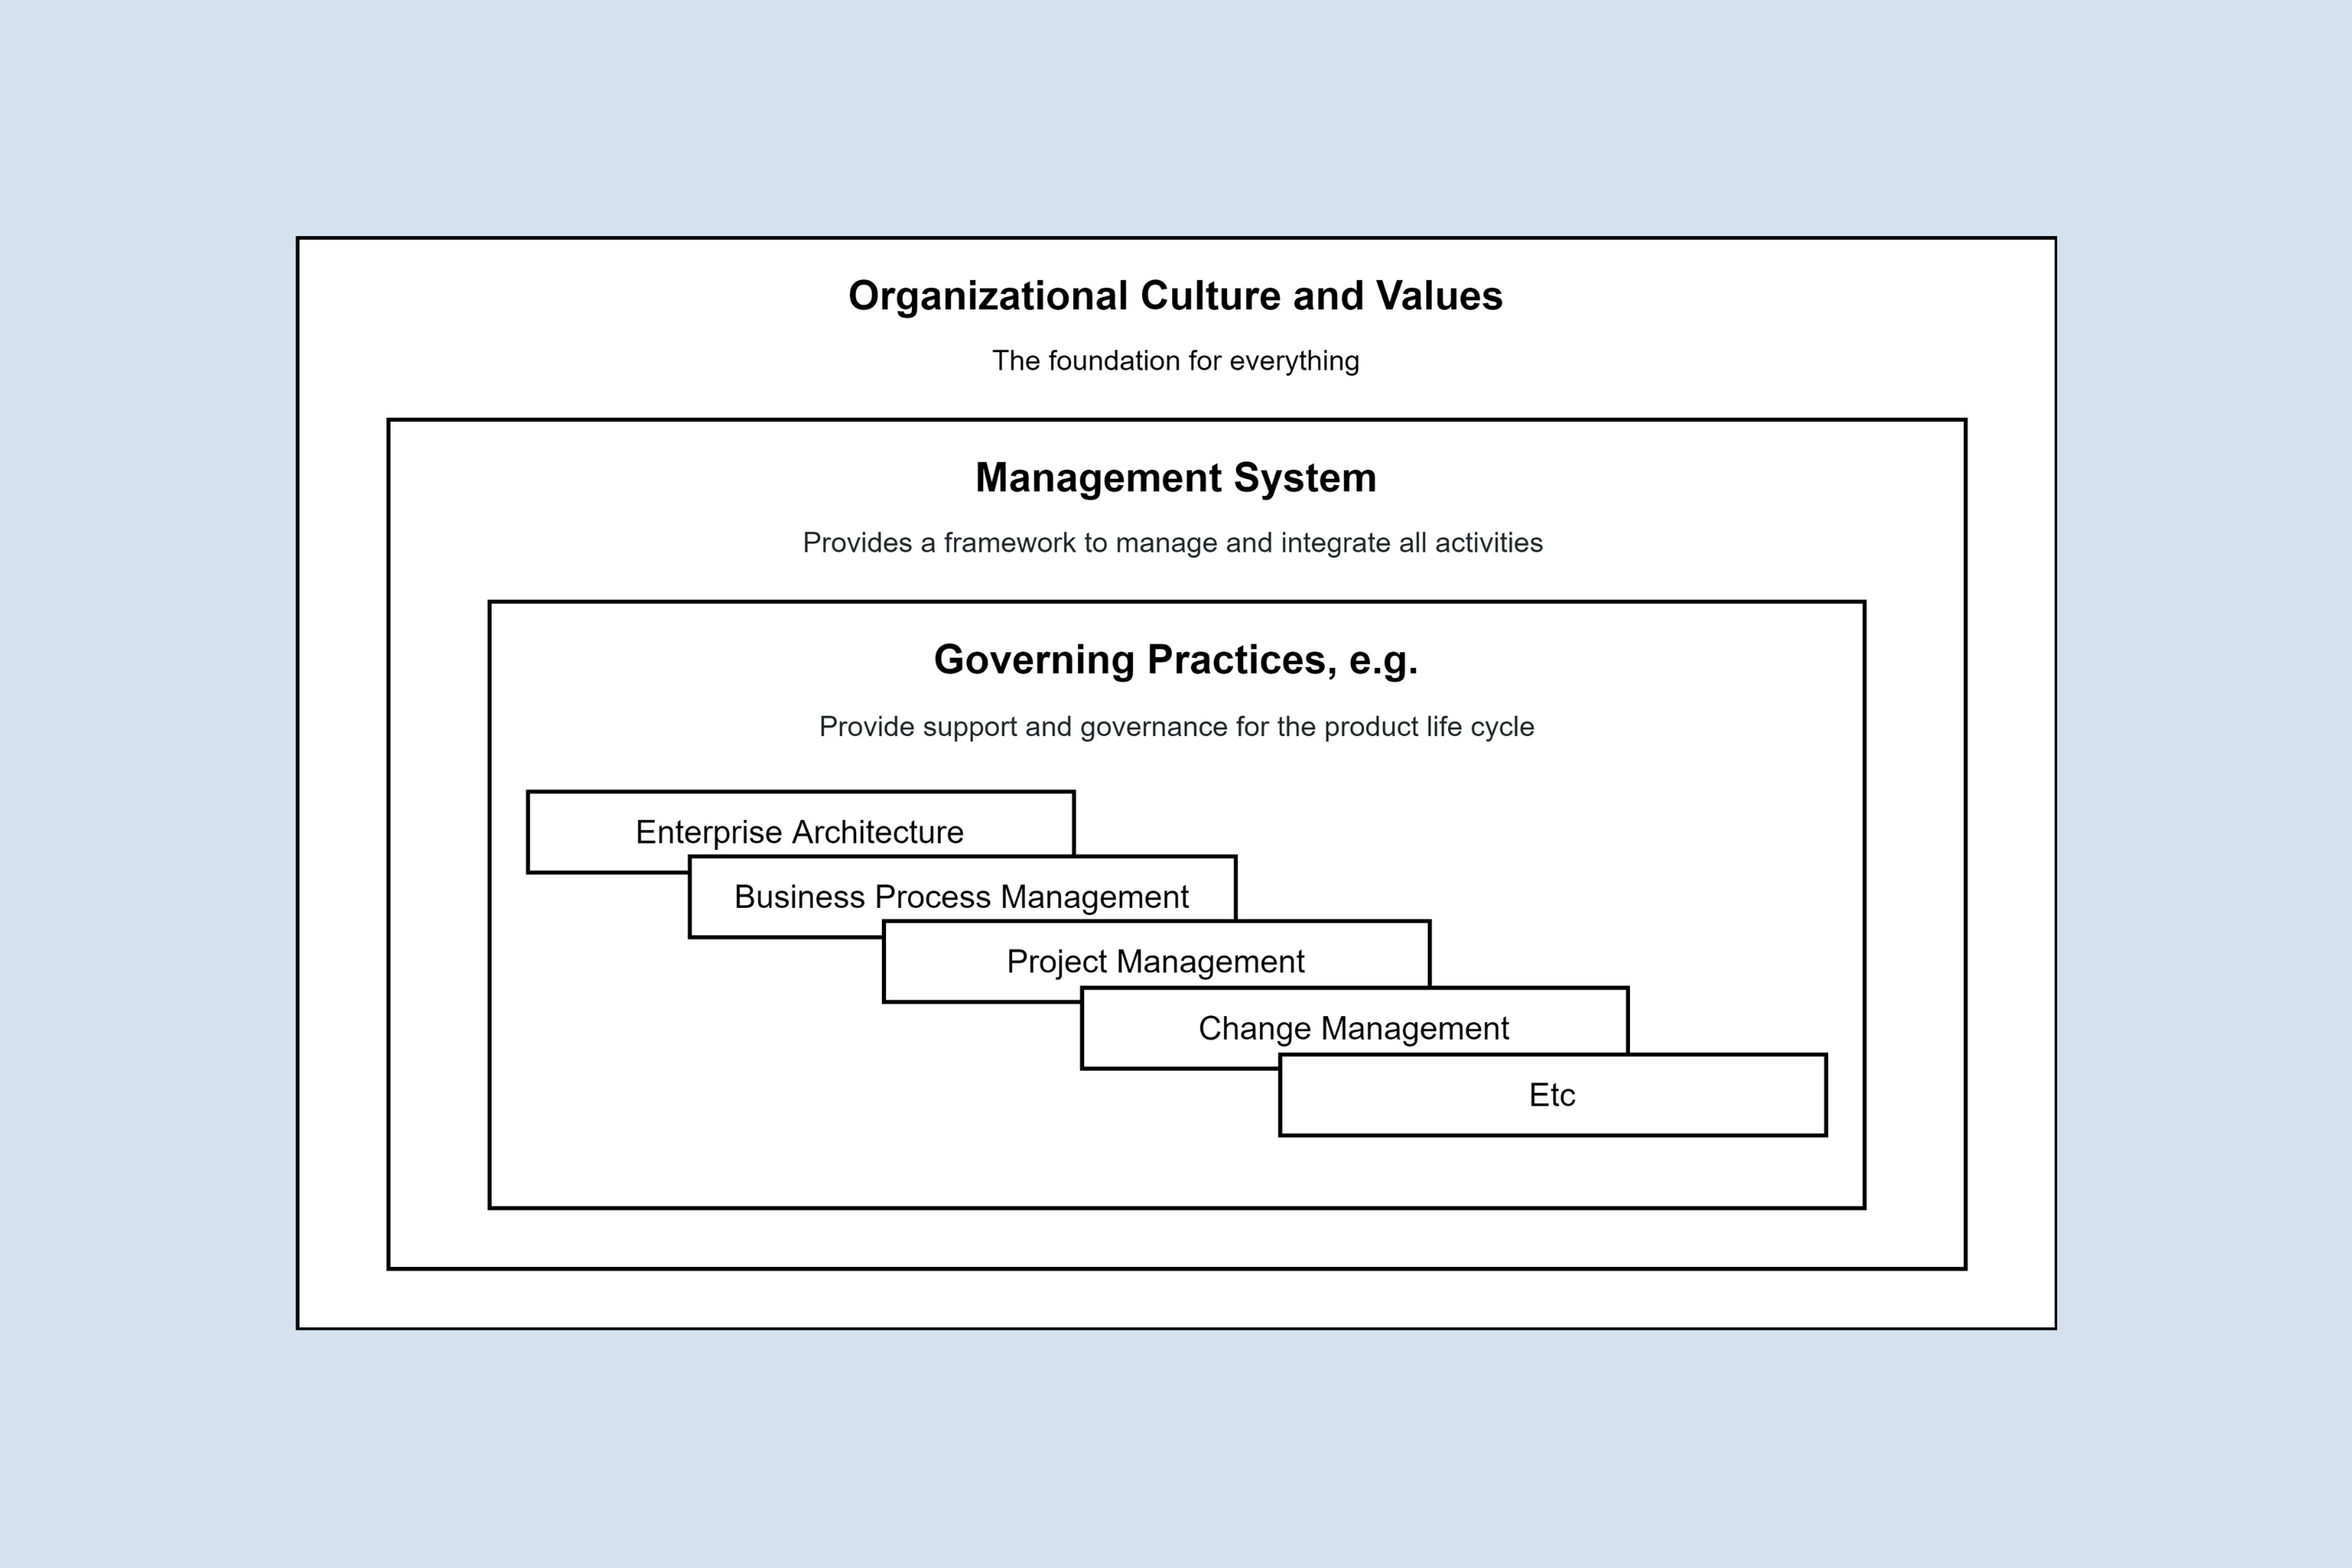 Organizational Culture and Values
The foundation for everything
Management System
Provides a framework to manage and integrate all activities
Governing Practices, e.g.
Provide support and governance for the product life cycle
Enterprise Architecture
Business Process Management
Project Management
Change Management
Etc